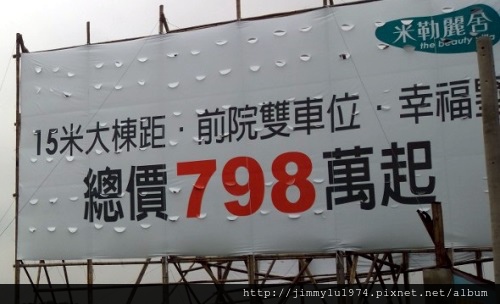 米勒麗舍
the beauty villa
15米大棟距·前院雙車位·幸福
總價798萬起
http://jimmylu1974.pixnet.net/album